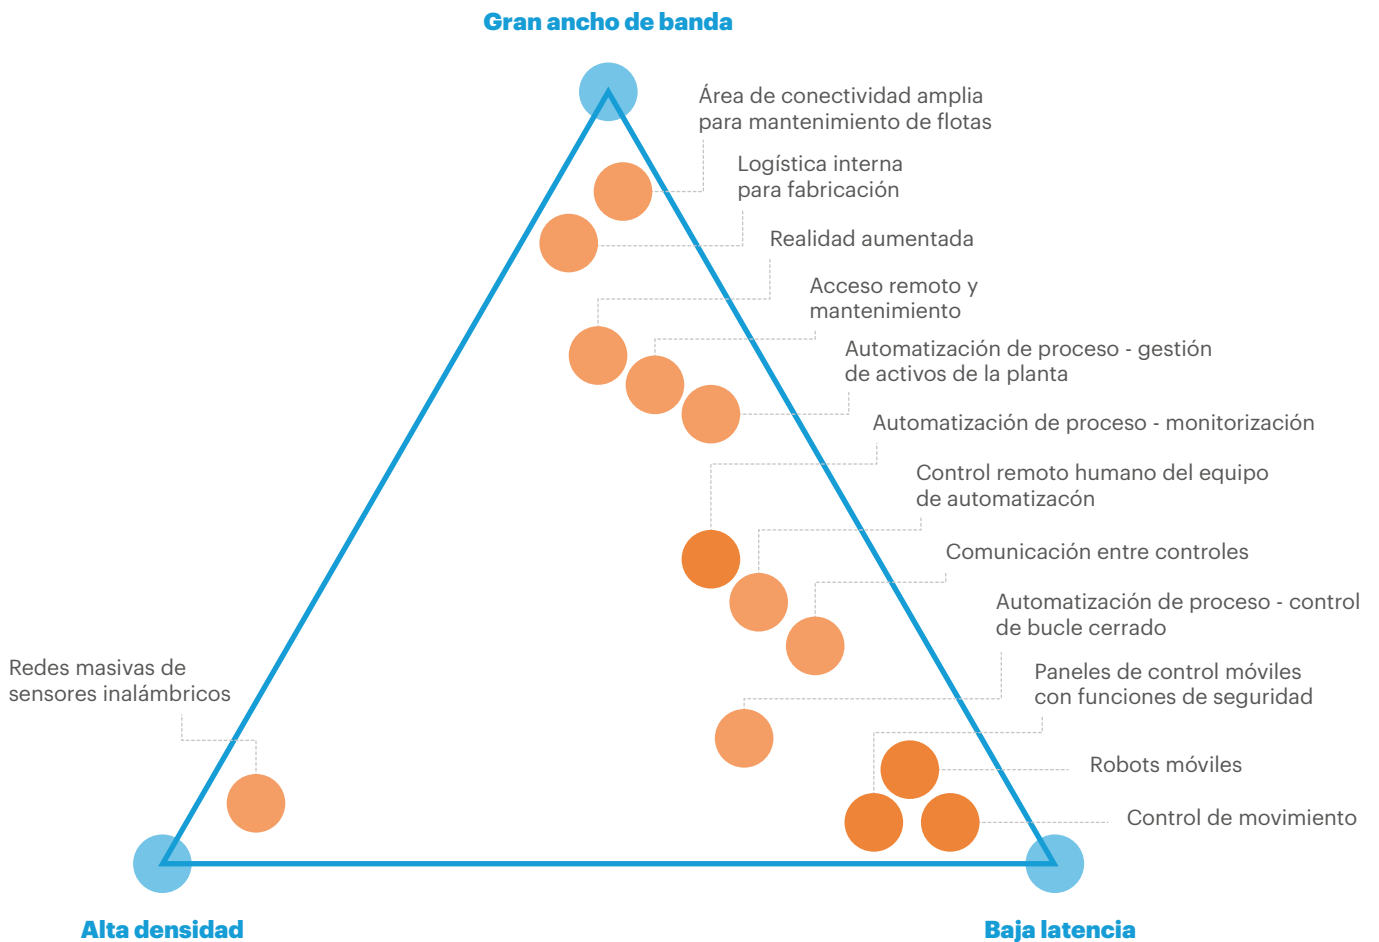 Gran ancho de banda
Área de conectividad amplia
para mantenimiento de flotas
Logística interna
para fabricación
Realidad aumentada
Acceso remoto y
mantenimiento
Automatización de proceso - gestión
de activos de la planta
Automatización de proceso - monitorización
Control remoto humano del equipo
de automatizacón
Comunicación entre controles
Automatización de proceso - control
de bucle cerrado
Redes masivas de
sensores inalámbricos
Paneles de control móviles
con funciones de seguridad
Robots móviles
Control de movimiento
Alta densidad
Baja latencia